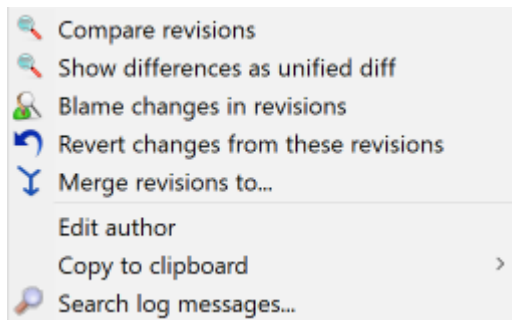 Compare revisions
Show differences as unified diff
Blame changes in revisions
Revert changes from these revisions
Merge revisions to...
Edit author
Copy to clipboard
Search log messages...